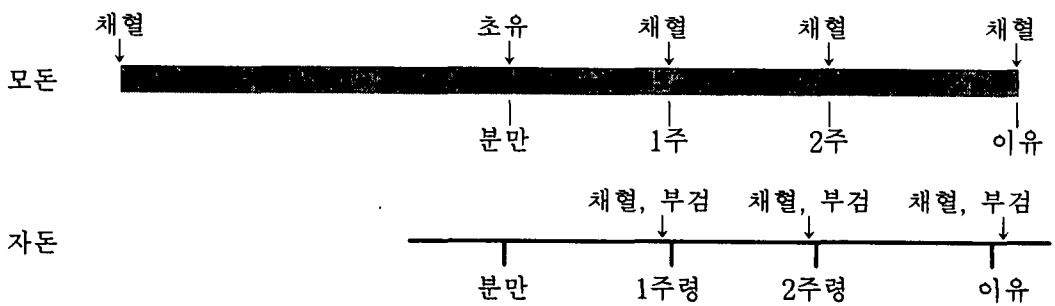 채혈 초유 채혈 채혈 채혈
모돈
분만 1주 2주 이유
채혈, 부검 채혈, 부검 채혈, 부검
자돈
분만 1주령 2주령 이유